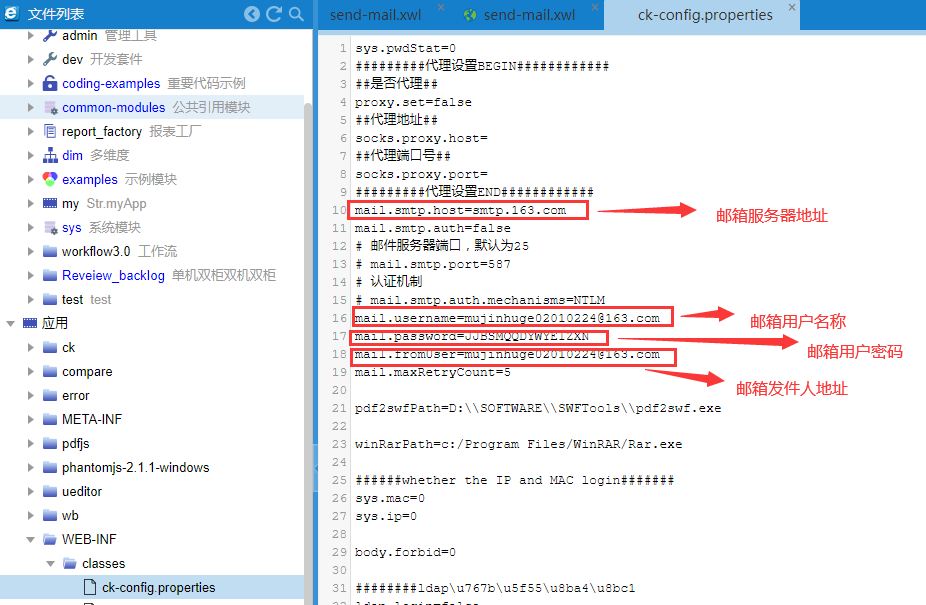 文件列表
admin 管理工具
dev 开发套件
coding-examples 重要代码示例
common-modules 公共引用模块
report_factory 报表工厂
dim 多维度
examples 示例模块
my Str.myApp
sys 系统模块
workflow3.0 工作流
Reveiew_backlog 单机双柜双机双柜
test test
应用
ck
compare
error
META-INF
pdfjs
phantomjs-2.1.1-windows
ueditor
wb
WEB-INF
classes
ck-config.properties
send-mail.xwl
send-mail.xwl
ck-config.properties
1 sys.pwdStat=0
2 #########代理设置BEGIN############
3 ##是否代理##
4 proxy.set=false
5 ##代理地址##
6 socks.proxy.host=
7 ##代理端口号##
8 socks.proxy.port=
9 #########代理设置END############
10 mail.smtp.host=smtp.163.com
邮箱服务器地址
11 mail.smtp.auth=false
12 # 邮件服务器端口，默认为25
13 # mail.smtp.port=587
14 # 认证机制
15 # mail.smtp.auth.mechanisms=NTLM
16 mail.username=mujinhuge02010224@163.com
邮箱用户名称
17 mail.password=JJBSMQQDYWYE1ZXN
邮箱用户密码
18 mail.fromUser=mujinhuge02010224@163.com
邮箱发件人地址
19 mail.maxRetryCount=5
20
21 pdf2swfPath=D:\\SOFTWARE\\SWFTools\\pdf2swf.exe
22
23 winRarPath=c:/Program Files/WinRAR/Rar.exe
24
25 ######whether the IP and MAC login#######
26 sys.mac=0
27 sys.ip=0
28
29 body.forbid=0
30
31 ########ldap\u767b\u5f55\u8ba4\u8bc1
ldap.login=false